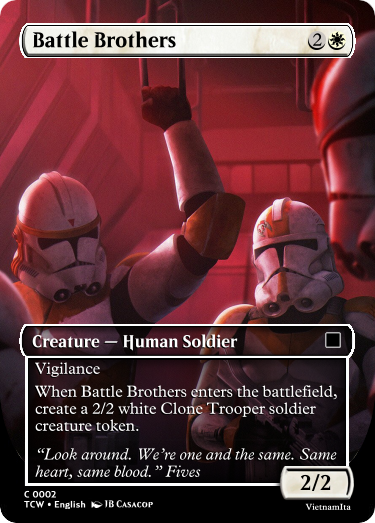 Battle Brothers 2
Creature — Human Soldier
Vigilance
When Battle Brothers enters the battlefield,
create a 2/2 white Clone Trooper soldier
creature token.
“Look around. We’re one and the same. Same
heart, same blood.” Fives
2/2
C 0002
TCW • English JB Casacop
VietnamIta